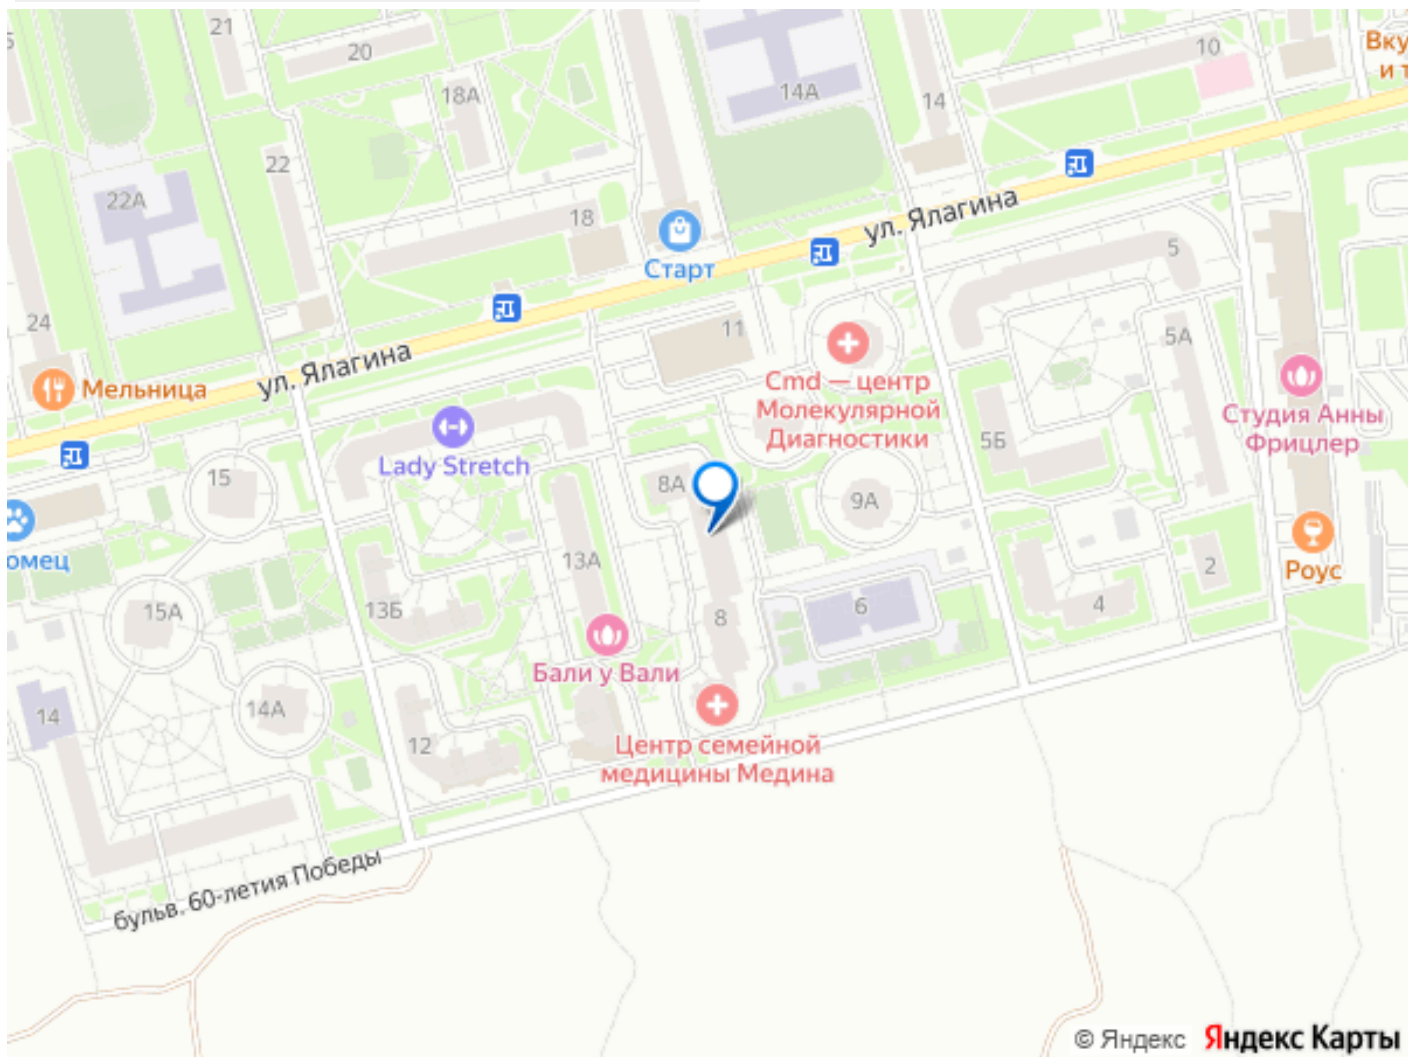 21
20
18А
14А
10
14
Вку
и т
22
22А
18
ул. Ялагина
Старт
5
24
11
5А
ул. Ялагина
Мельница
Cmd — центр
Молекулярной
Диагностики
Студия Анны
Фрицлер
Lady Stretch
5Б
15
8А
9А
омец
13А
Роус
2
15А
13Б
8
6
4
Бали у Вали
14
14А
12
Центр семейной
медицины Медина
бульв. 60-летия Победы
© Яндекс Яндекс Карты